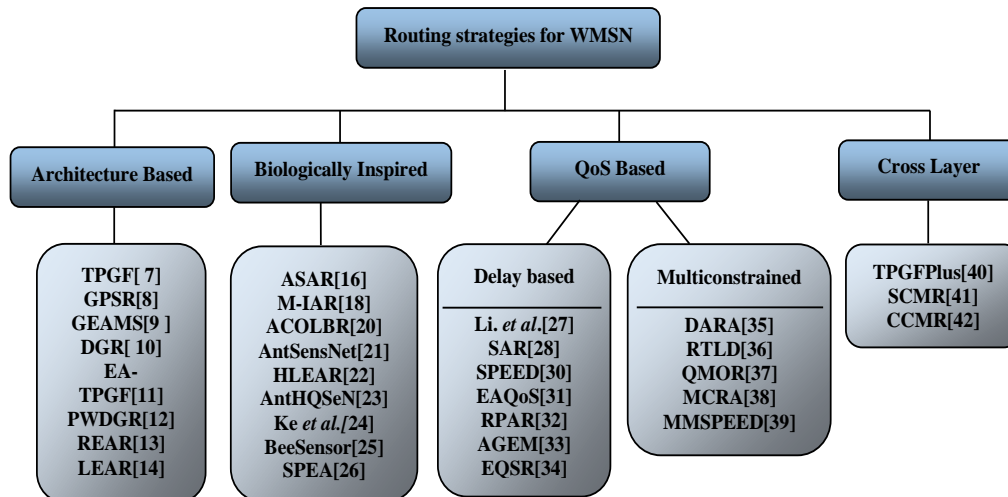 Routing strategies for WMSN
Architecture Based
Biologically Inspired
QoS Based
Cross Layer
TPGF[ 7]
GPSR[8]
GEAMS[9 ]
DGR[ 10]
EA-
TPGF[11]
PWDGR[12]
REAR[13]
LEAR[14]
ASAR[16]
M-IAR[18]
ACOLBR[20]
AntSensNet[21]
HLEAR[22]
AntHQSeN[23]
Ke et al.[24]
BeeSensor[25]
SPEA[26]
Delay based
Li. et al.[27]
SAR[28]
SPEED[30]
EAQoS[31]
RPAR[32]
AGEM[33]
EQSR[34]
Multiconstrained
DARA[35]
RTLD[36]
QMOR[37]
MCRA[38]
MMSPEED[39]
TPGFPlus[40]
SCMR[41]
CCMR[42]